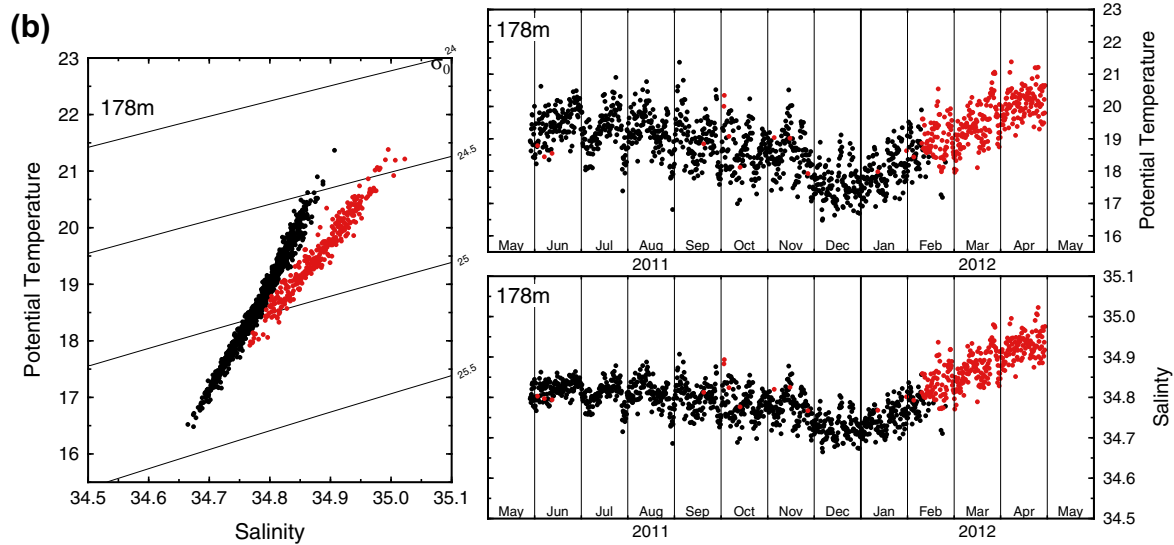 (b)
178m
σ0
24
24.5
25
25.5
Potential Temperature
23
22
21
20
19
18
17
16
15
34.5 34.6 34.7 34.8 34.9 35.0 35.1
Salinity
178m
23
22
21
20
19
18
17
16
Potential Temperature
May Jun Jul Aug Sep Oct Nov Dec Jan Feb Mar Apr May
2011 2012
178m
35.1
35.0
34.9
34.8
34.7
34.6
34.5
Salinity
May Jun Jul Aug Sep Oct Nov Dec Jan Feb Mar Apr May
2011 2012